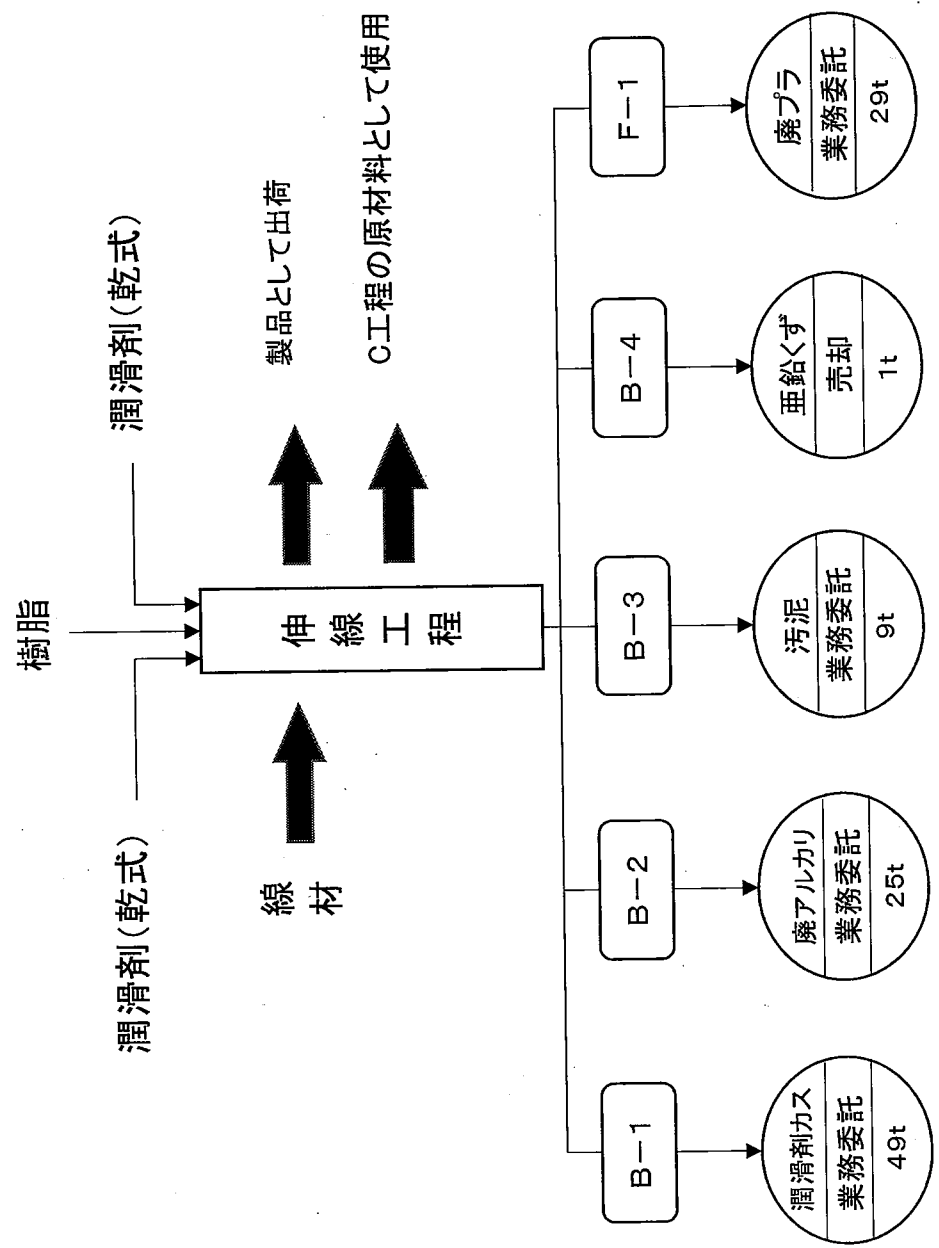 樹脂
潤滑剤(乾式)
潤滑剤(乾式)
線材
伸線工程
製品として出荷
C工程の原材料として使用
B-1
B-2
B-3
B-4
F-1
潤滑剤カス
業務委託
49t
廃アルカリ
業務委託
25t
汚泥
業務委託
9t
亜鉛くず
売却
1t
廃プラ
業務委託
29t